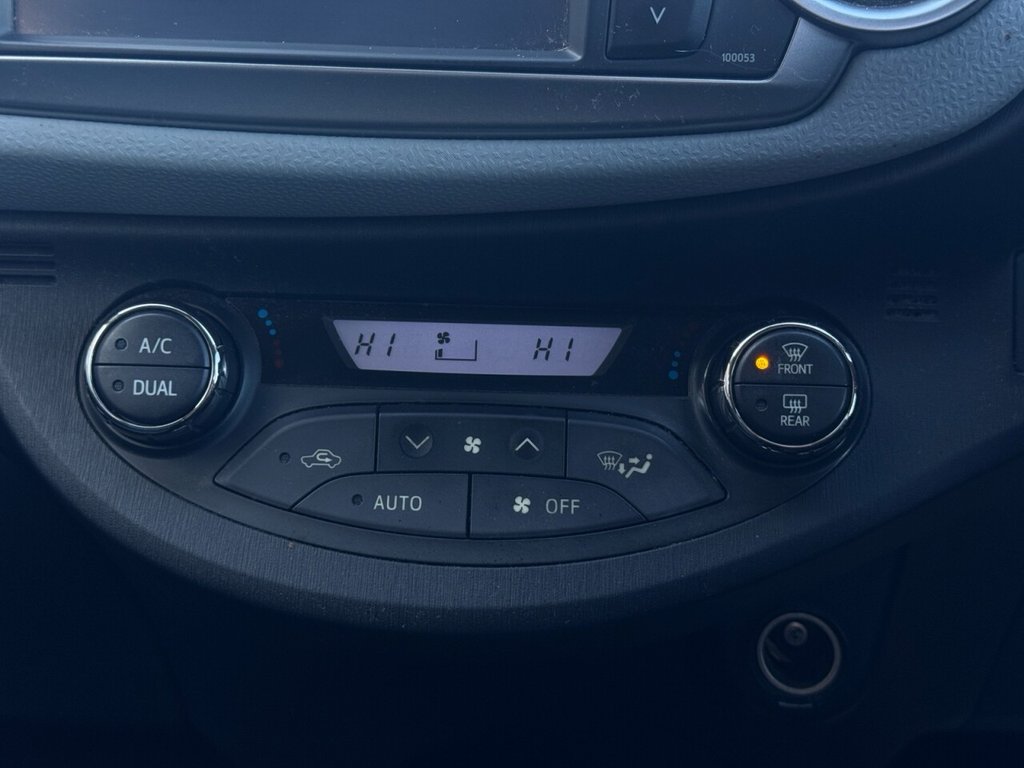 100053
A/C
DUAL
HI HI
FRONT
REAR
AUTO
OFF